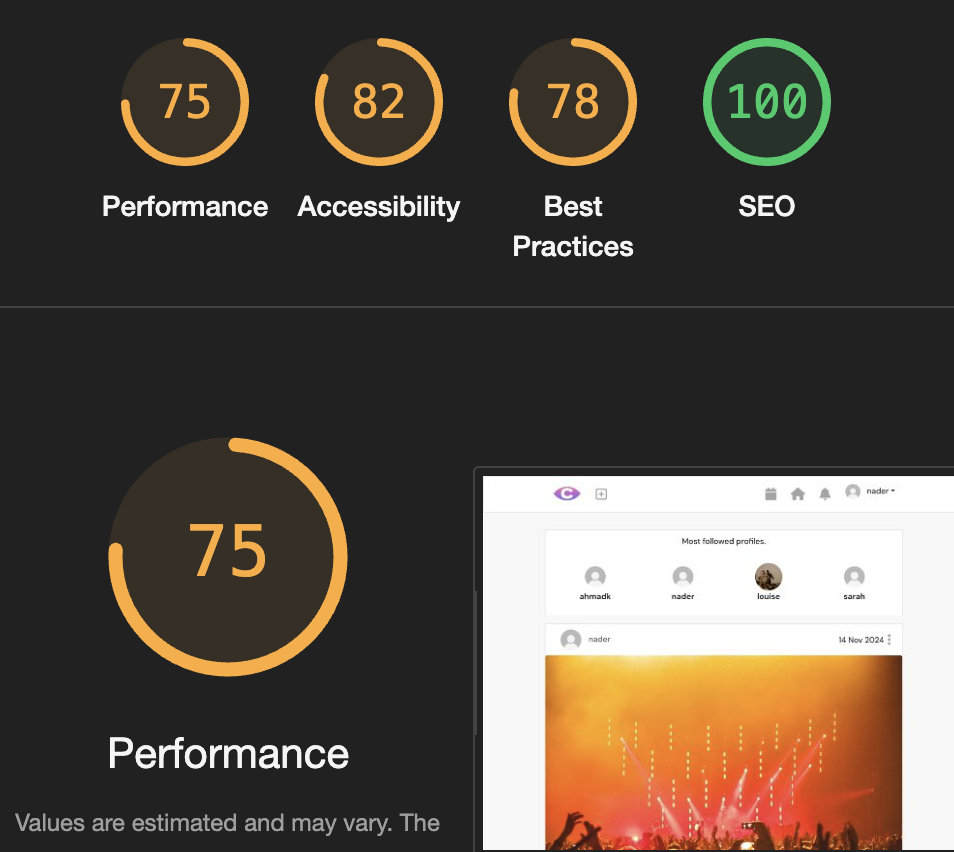 75
82
78
100
Performance
Accessibility
Best
Practices
SEO
75
Performance
Values are estimated and may vary. The
nader
Most followed profiles.
ahmadk
nader
louise
sarah
nader
14 Nov 2024